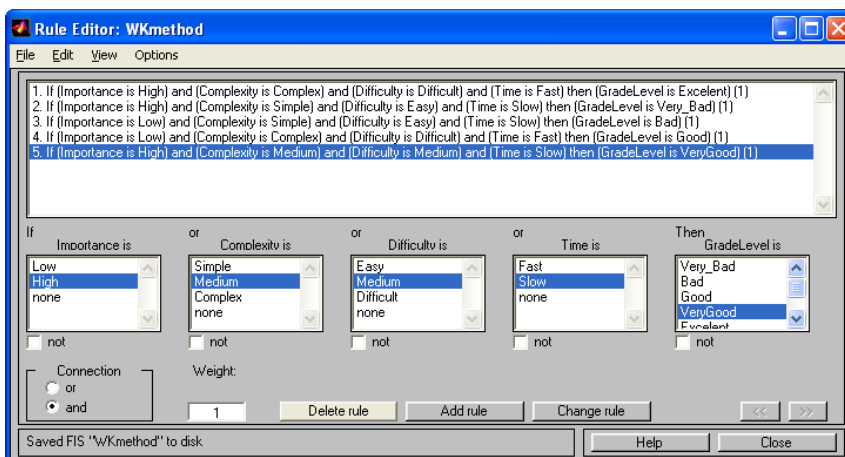 Rule Editor: WKmethod
File Edit View Options
1. If (Importance is High) and (Complexity is Complex) and (Difficulty is Difficult) and (Time is Fast) then (GradeLevel is Excelent) (1)
2. If (Importance is High) and (Complexity is Simple) and (Difficulty is Easy) and (Time is Slow) then (GradeLevel is Very_Bad) (1)
3. If (Importance is Low) and (Complexity is Simple) and (Difficulty is Easy) and (Time is Slow) then (GradeLevel is Bad) (1)
4. If (Importance is Low) and (Complexity is Complex) and (Difficulty is Difficult) and (Time is Fast) then (GradeLevel is Good) (1)
5. If (Importance is High) and (Complexity is Medium) and (Difficulty is Medium) and (Time is Slow) then (GradeLevel is VeryGood) (1)
If or or or Then
Importance is Complexity is Difficulty is Time is GradeLevel is
Low Simple Easy Fast Very_Bad
High Medium Medium Slow Bad
none Complex Difficult none Good
none none VeryGood
Excelent
not not not not not
Connection Weight:
or
and 1 Delete rule Add rule Change rule << >>
Saved FIS "WKmethod" to disk Help Close